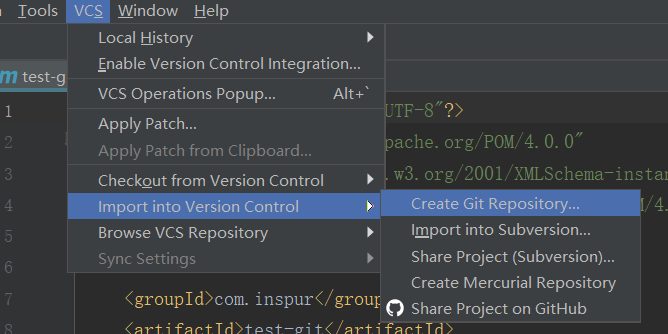 Tools VCS Window Help
Local History
Enable Version Control Integration...
VCS Operations Popup... Alt+`
Apply Patch...
Apply Patch from Clipboard...
Checkout from Version Control
Import into Version Control
Browse VCS Repository
Sync Settings
Create Git Repository...
Import into Subversion...
Share Project (Subversion)...
Create Mercurial Repository
Share Project on GitHub
m test-g
1 UTF-8"?>
2 pache.org/POM/4.0.0"
3 .w3.org/2001/XMLSchema-instan
4 M/4.
5
6
7 <groupId>com.inspur</group
8 <artifactId>test-git</artifactId>